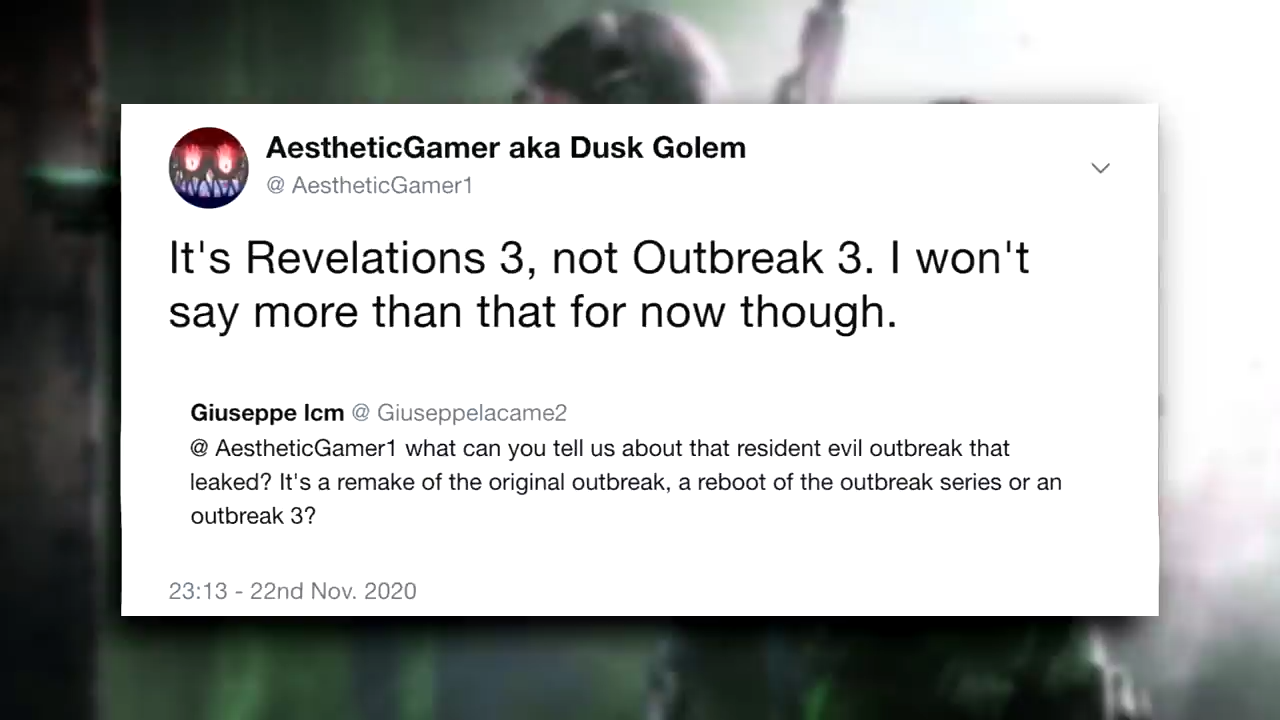 AestheticGamer aka Dusk Golem
@ AestheticGamer1
It's Revelations 3, not Outbreak 3. I won't
say more than that for now though.
Giuseppe lcm @ Giuseppelacame2
@ AestheticGamer1 what can you tell us about that resident evil outbreak that
leaked? It's a remake of the original outbreak, a reboot of the outbreak series or an
outbreak 3?
23:13 - 22nd Nov. 2020